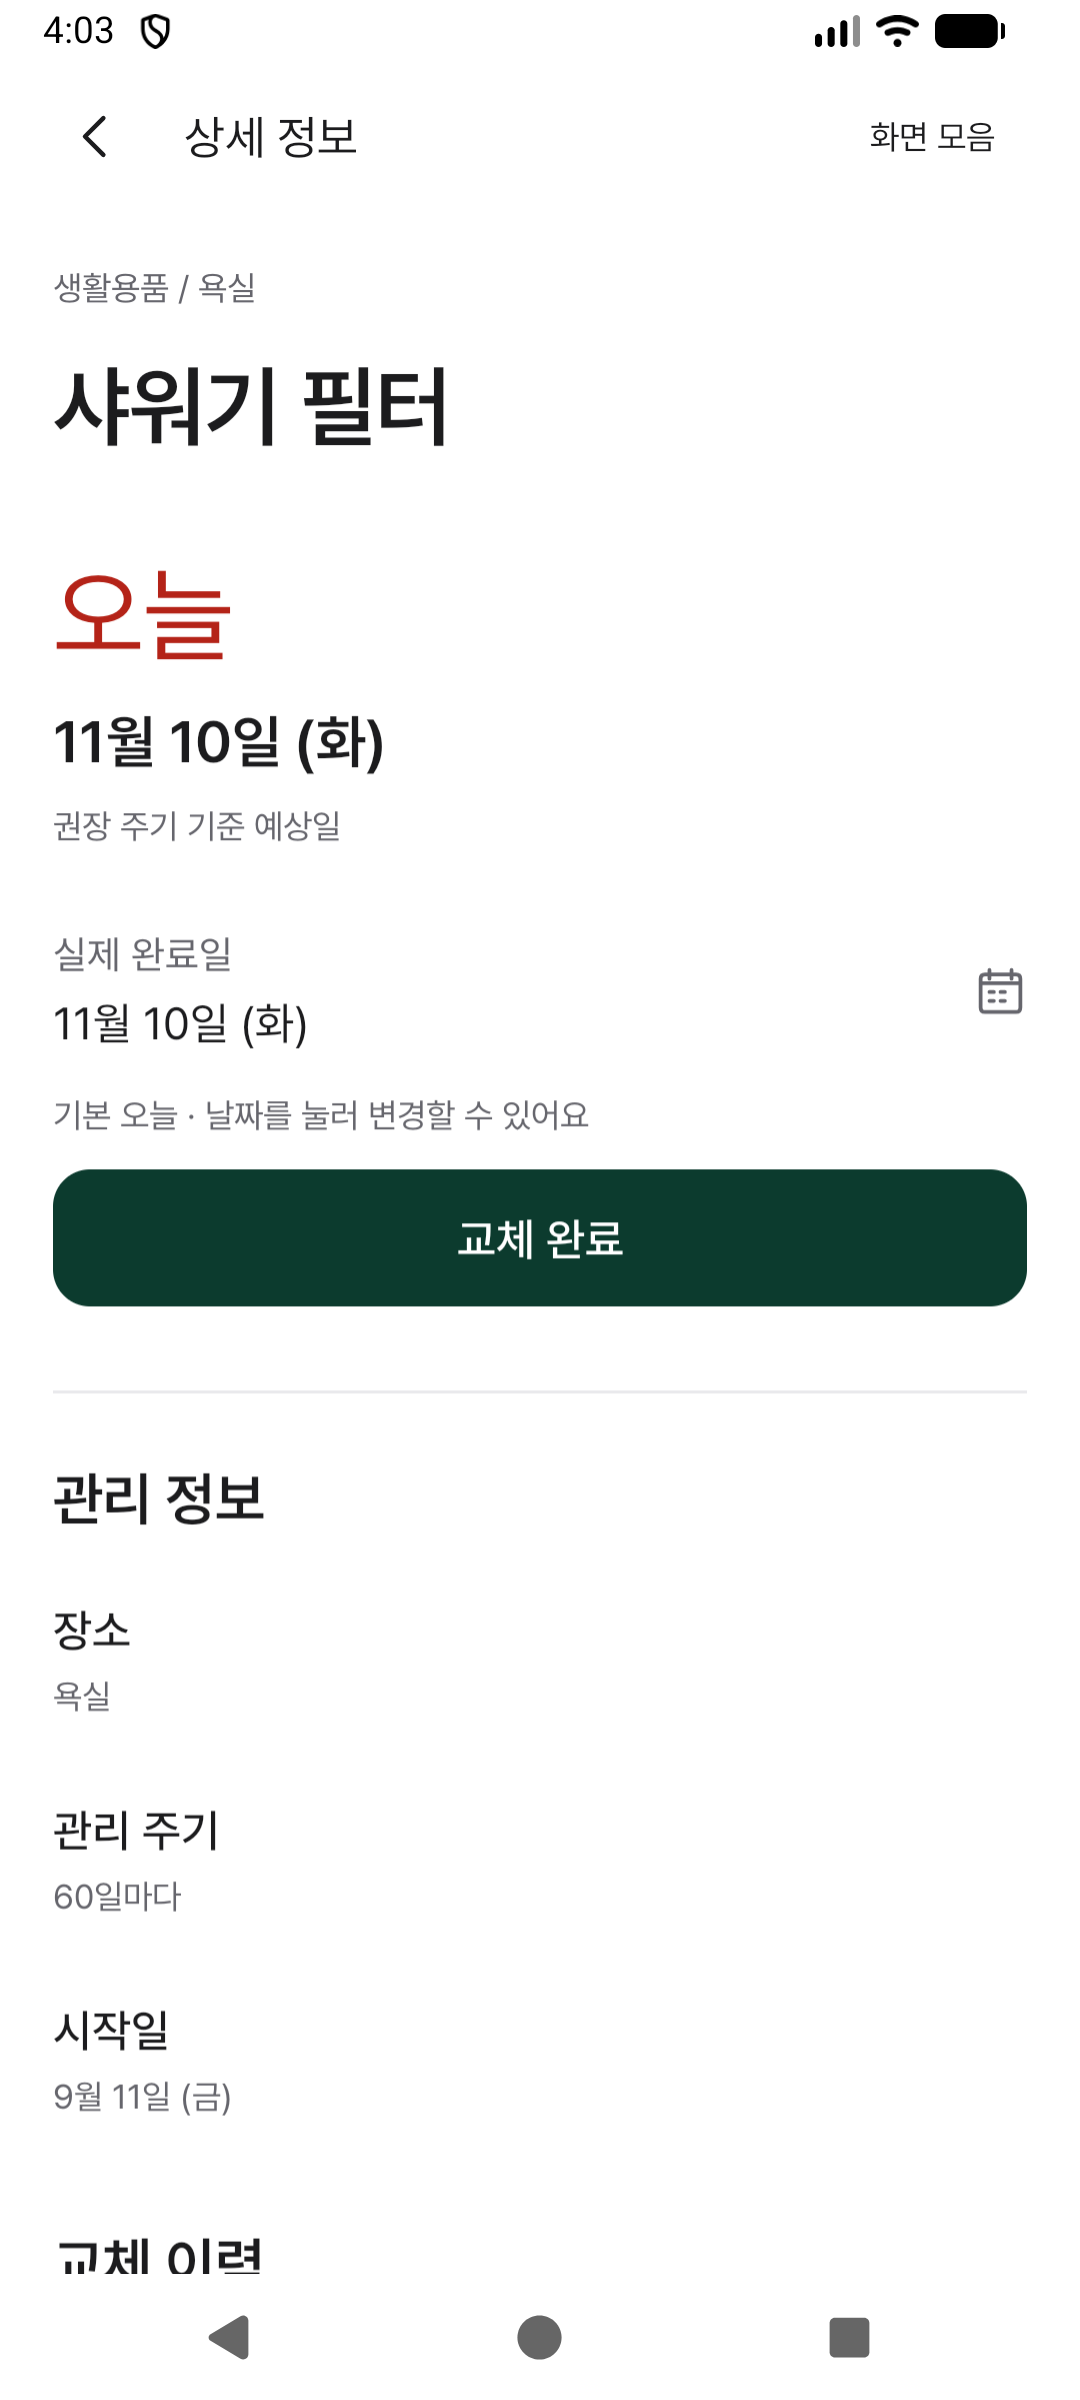 4:03
상세 정보
화면 모음
생활용품 / 욕실
샤워기 필터
오늘
11월 10일 (화)
권장 주기 기준 예상일
실제 완료일
11월 10일 (화)
기본 오늘 · 날짜를 눌러 변경할 수 있어요
교체 완료
관리 정보
장소
욕실
관리 주기
60일마다
시작일
9월 11일 (금)
교체 이력